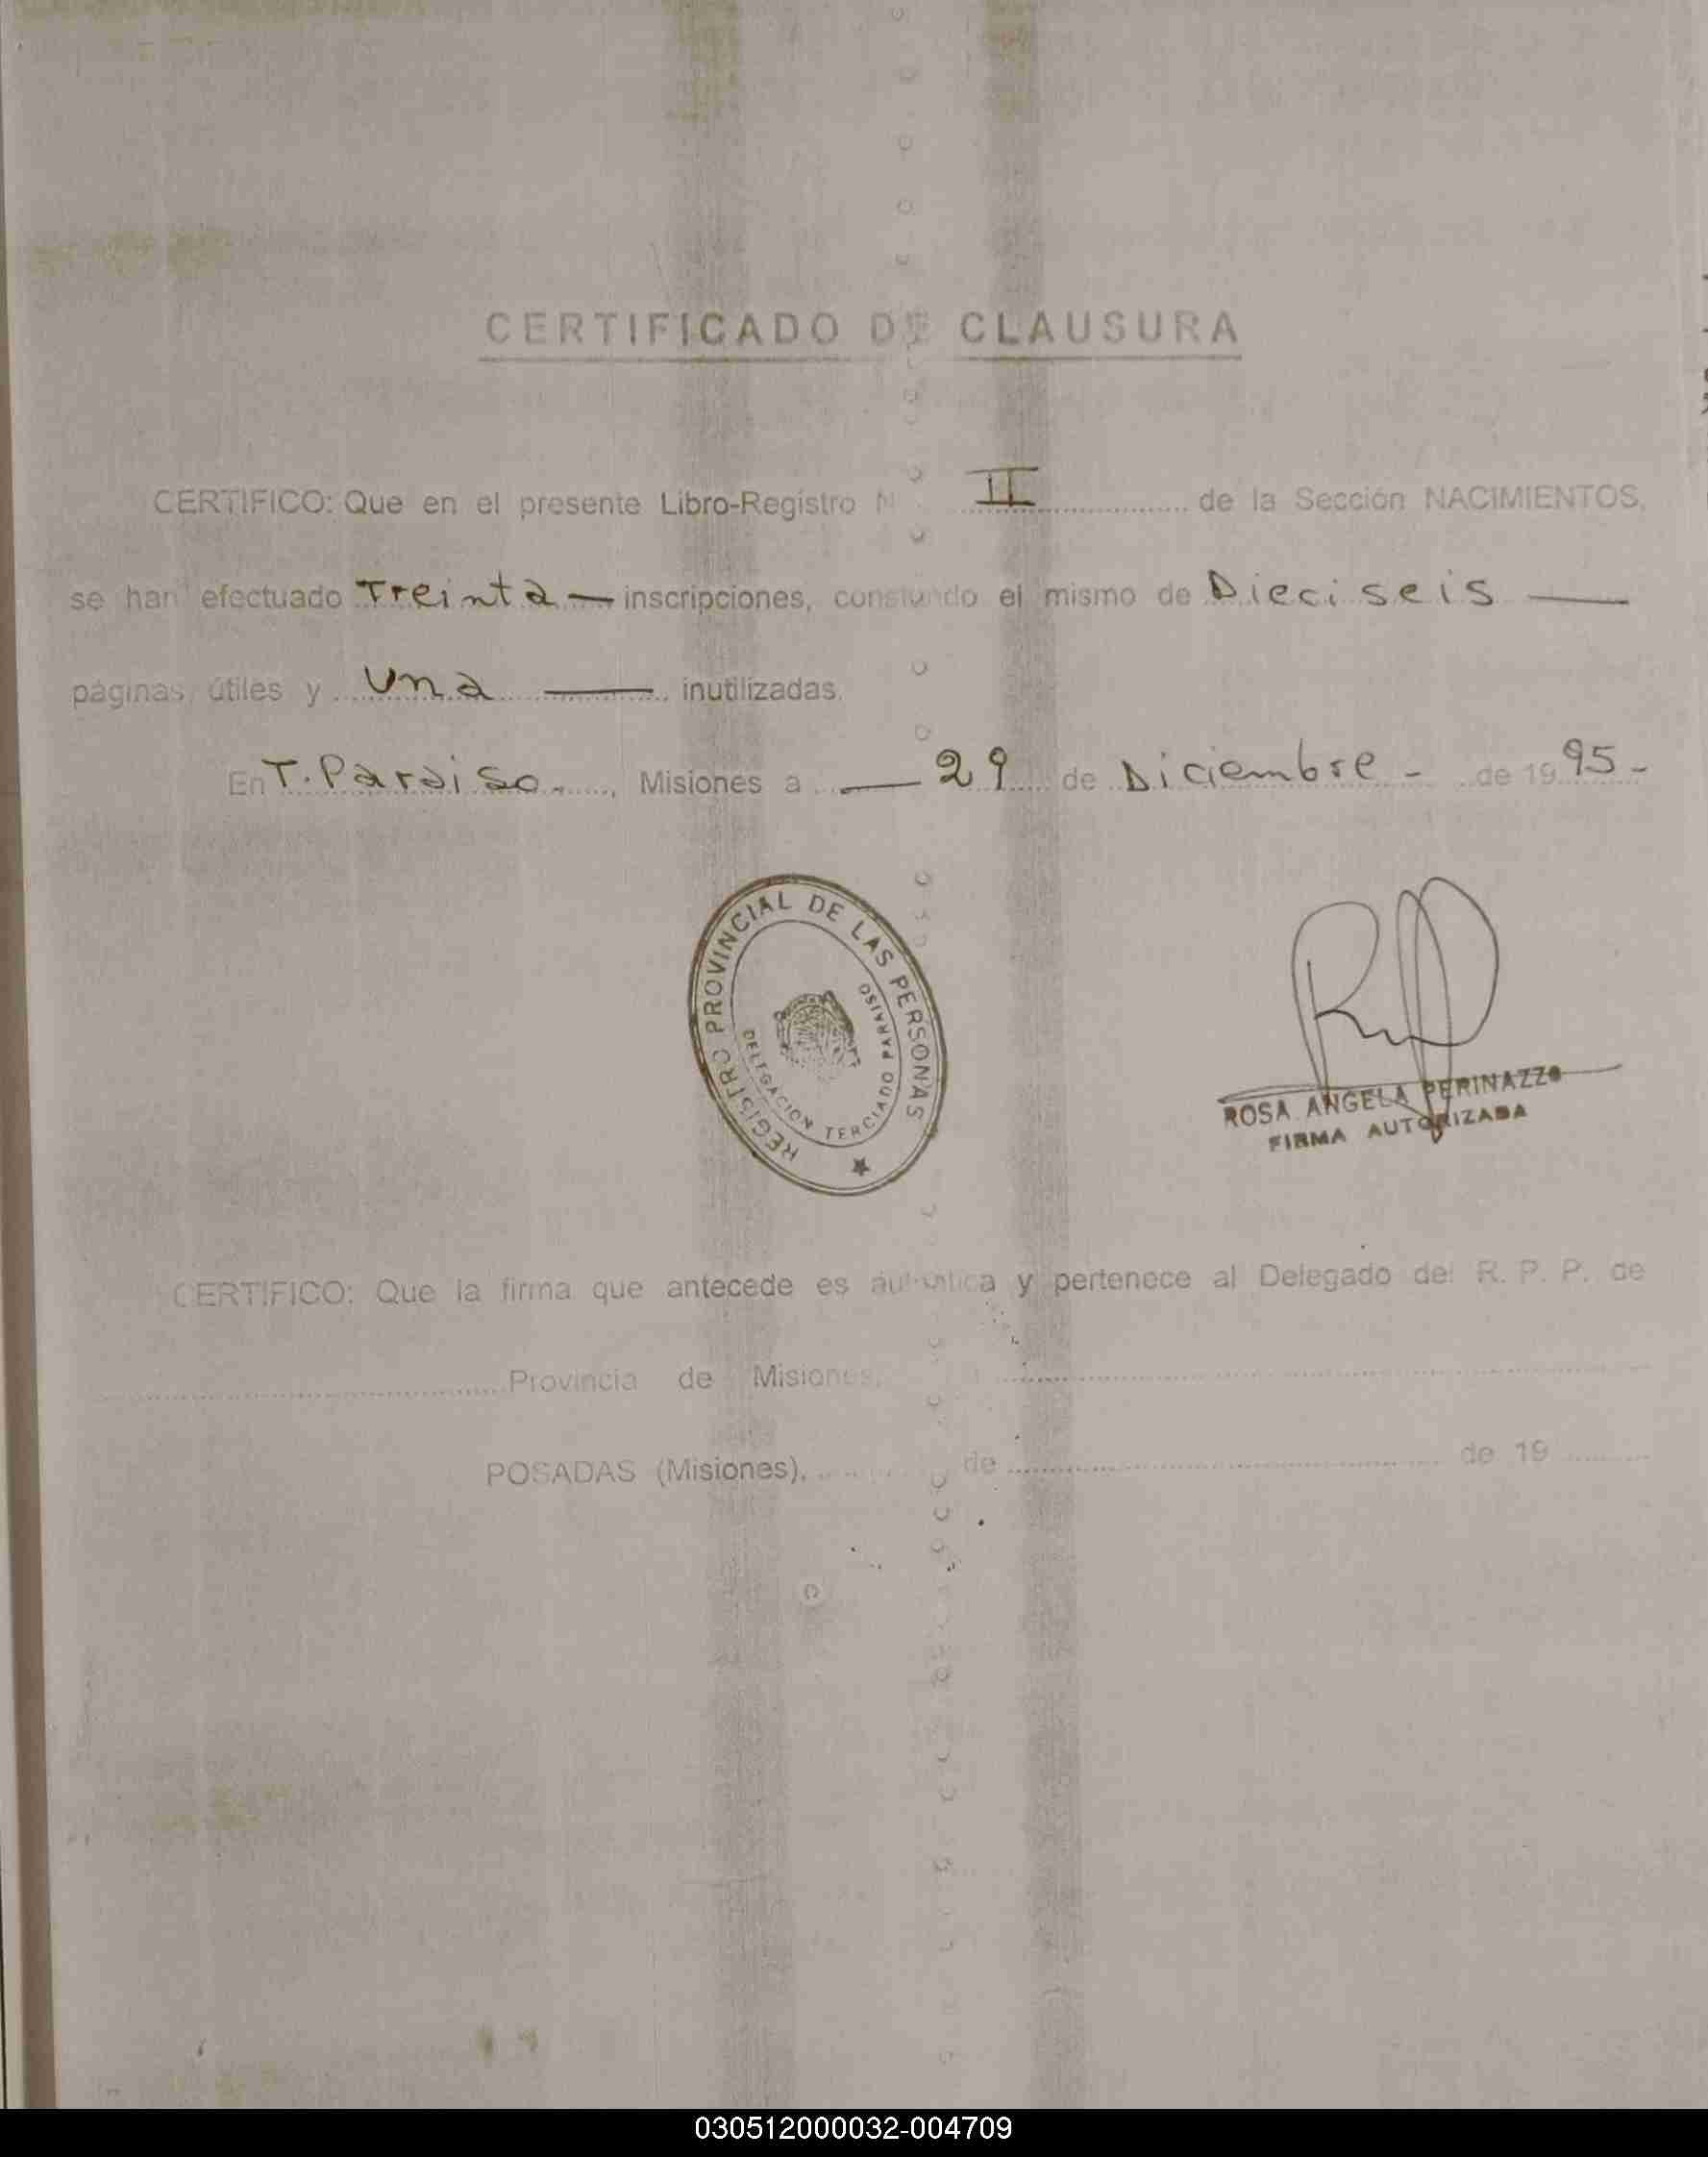 CERTIFICADO DE CLAUSURA
CERTIFICO: Que en el presente Libro-Registro N II de la Sección NACIMIENTOS,
se han efectuado Treinta — inscripciones, constando el mismo de Dieciseis —
páginas útiles y una — inutilizadas.
En T. Paraiso. , Misiones a — 29 de Diciembre - de 1995-
REGISTRO PROVINCIAL DE LAS PERSONAS
DELEGACION TERCIADO PARAISO
ROSA ANGELA PERINAZZO
FIRMA AUTORIZADA
CERTIFICO: Que la firma que antecede es auténtica y pertenece al Delegado del R. P. P. de
Provincia de Misiones,
POSADAS (Misiones), de de 19
030512000032-004709